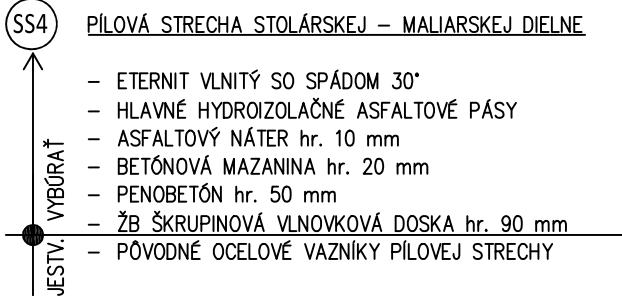 SS4 PÍLOVÁ STRECHA STOLÁRSKEJ – MALIARSKEJ DIELNE
– ETERNIT VLNITÝ SO SPÁDOM 30°
– HLAVNÉ HYDROIZOLAČNÉ ASFALTOVÉ PÁSY
– ASFALTOVÝ NÁTER hr. 10 mm
– BETÓNOVÁ MAZANINA hr. 20 mm
– PENOBETÓN hr. 50 mm
– ŽB ŠKRUPINOVÁ VLNOVKOVÁ DOSKA hr. 90 mm
– PÔVODNÉ OCELOVÉ VAZNÍKY PÍLOVEJ STRECHY
VYBÚRAŤ
JESTV.